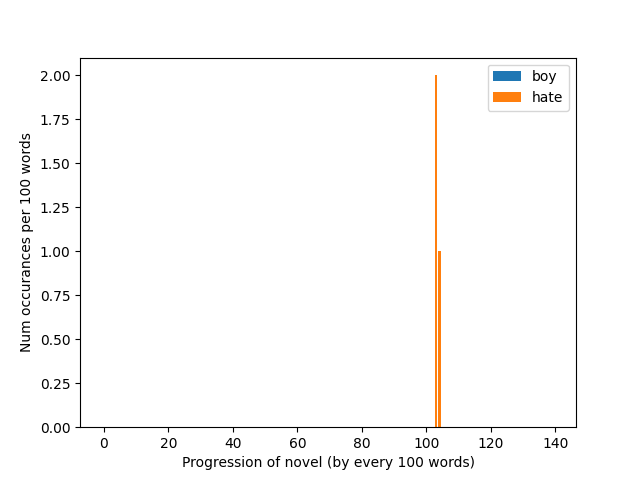 boy
hate
2.00
1.75
1.50
1.25
1.00
0.75
0.50
0.25
0.00
Num occurances per 100 words
0 20 40 60 80 100 120 140
Progression of novel (by every 100 words)